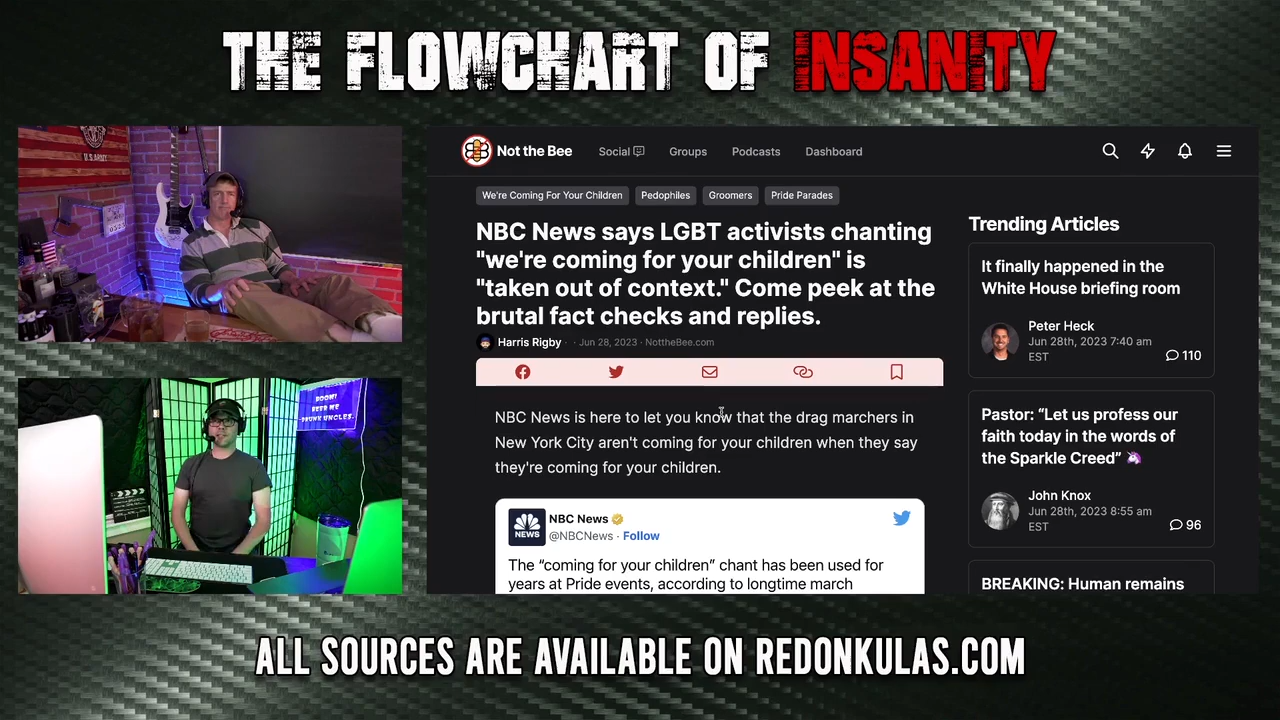 THE FLOWCHART OF INSANITY
U.S. ARMY
BOOM!
BEER ME
DRUNK UNCLES.
Not the Bee
Social
Groups
Podcasts
Dashboard
We're Coming For Your Children
Pedophiles
Groomers
Pride Parades
NBC News says LGBT activists chanting
"we're coming for your children" is
"taken out of context." Come peek at the
brutal fact checks and replies.
Harris Rigby · · Jun 28, 2023 · NottheBee.com
NBC News is here to let you know that the drag marchers in
New York City aren't coming for your children when they say
they're coming for your children.
NEWS
NBC News
@NBCNews · Follow
The “coming for your children” chant has been used for
years at Pride events, according to longtime march
Trending Articles
It finally happened in the
White House briefing room
Peter Heck
Jun 28th, 2023 7:40 am
EST
110
Pastor: “Let us profess our
faith today in the words of
the Sparkle Creed” 🦄
John Knox
Jun 28th, 2023 8:55 am
EST
96
BREAKING: Human remains
ALL SOURCES ARE AVAILABLE ON REDONKULAS.COM